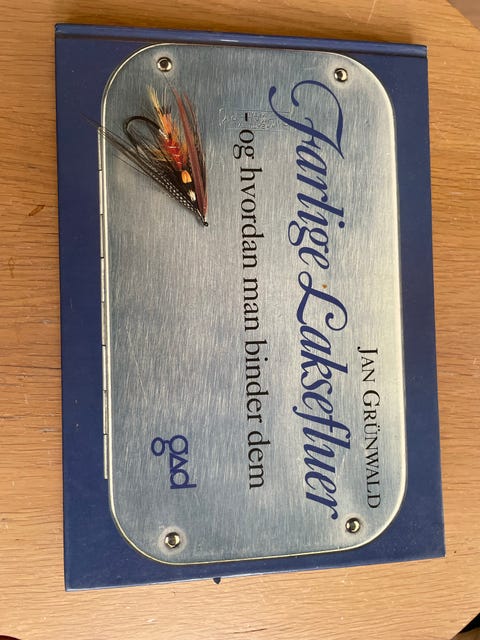 JAN GRÜNWALD
Farlige Laksefluer
- og hvordan man binder dem
gad